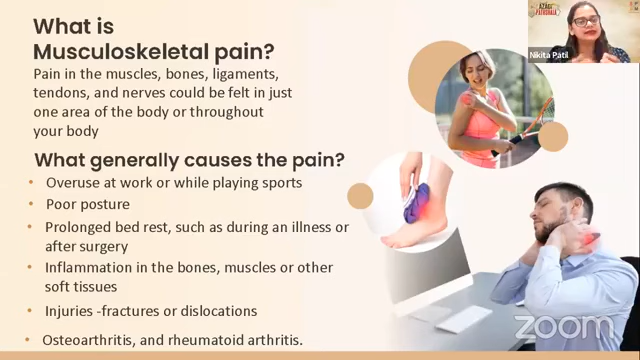 What is
Musculoskeletal pain?
Pain in the muscles, bones, ligaments,
tendons, and nerves could be felt in just
one area of the body or throughout
your body
What generally causes the pain?
• Overuse at work or while playing sports
• Poor posture
• Prolonged bed rest, such as during an illness or
after surgery
• Inflammation in the bones, muscles or other
soft tissues
• Injuries -fractures or dislocations
• Osteoarthritis, and rheumatoid arthritis.
Nikita Patil
zoom